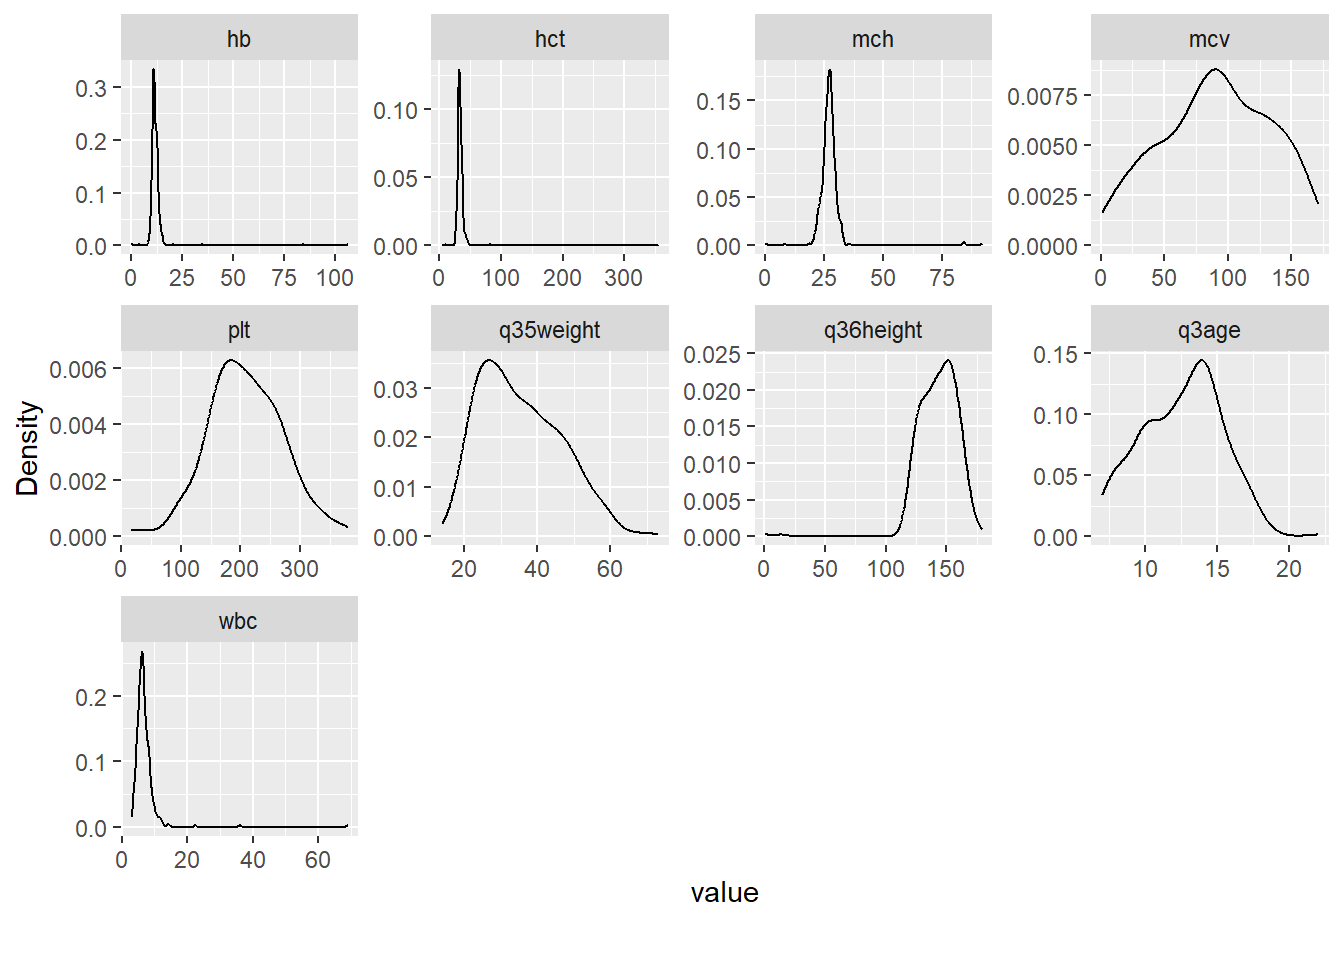 hb hct mch mcv
0.3 0.2 0.1 0.0
0.10 0.05 0.00
0.15 0.10 0.05 0.00
0.0075 0.0050 0.0025 0.0000
0 25 50 75 100
0 100 200 300
0 25 50 75
0 50 100 150
plt q35weight q36height q3age
0.006 0.004 0.002 0.000
0.03 0.02 0.01 0.00
0.025 0.020 0.015 0.010 0.005 0.000
0.15 0.10 0.05 0.00
0 100 200 300
20 40 60
0 50 100 150
10 15 20
Density
wbc
0.2 0.1 0.0
0 20 40 60
value